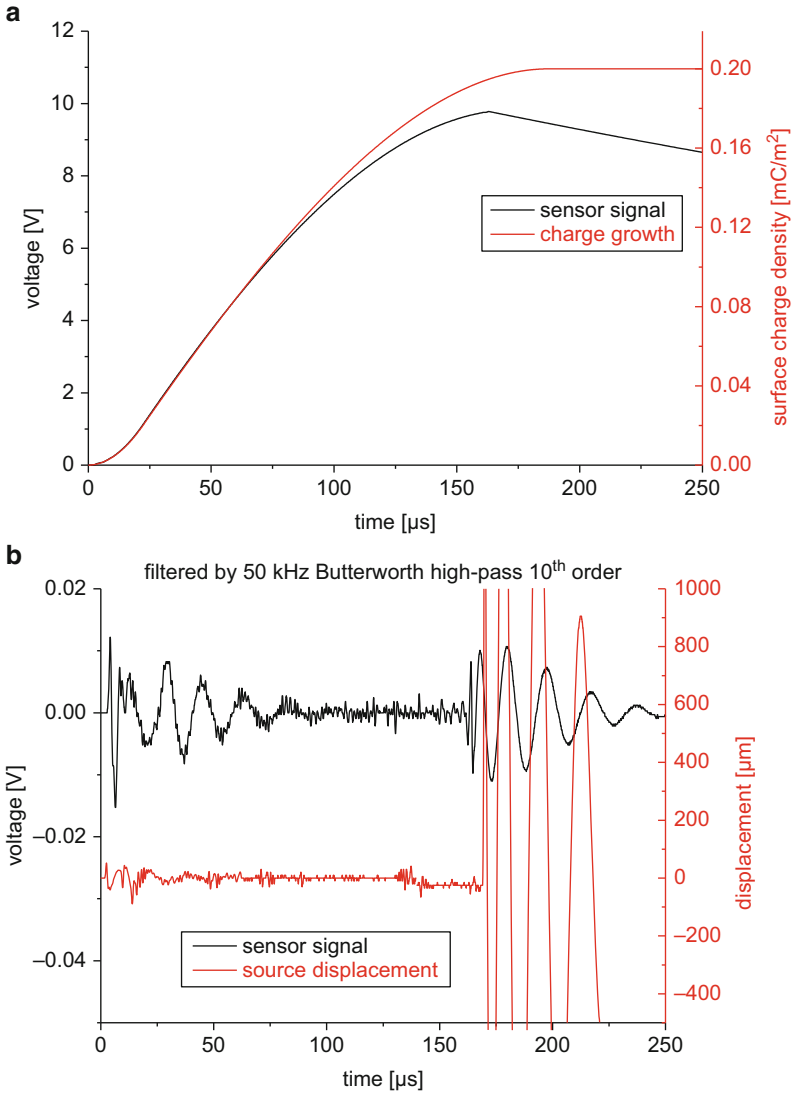 a
12
10
8
6
4
2
0
voltage [V]
0.20
0.16
0.12
0.08
0.04
0.00
surface charge density [mC/m²]
sensor signal
charge growth
0 50 100 150 200 250
time [µs]
b
filtered by 50 kHz Butterworth high-pass 10th order
0.02
0.00
−0.02
−0.04
voltage [V]
1000
800
600
400
200
0
−200
−400
displacement [µm]
sensor signal
source displacement
0 50 100 150 200 250
time [µs]